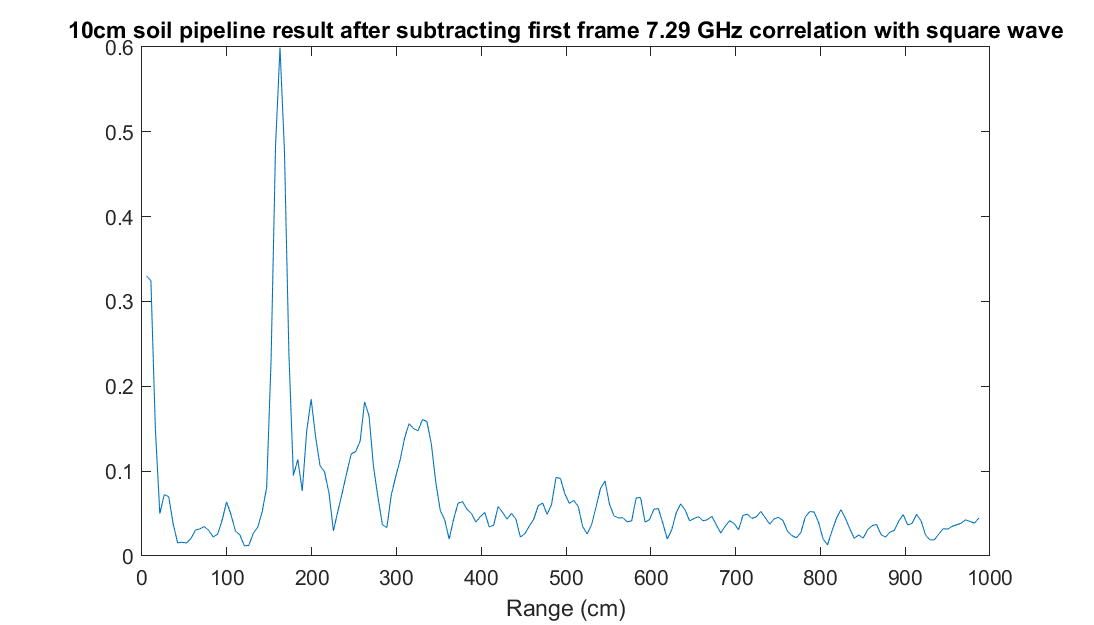 10cm soil pipeline result after subtracting first frame 7.29 GHz correlation with square wave
0.6
0.5
0.4
0.3
0.2
0.1
0
0 100 200 300 400 500 600 700 800 900 1000
Range (cm)